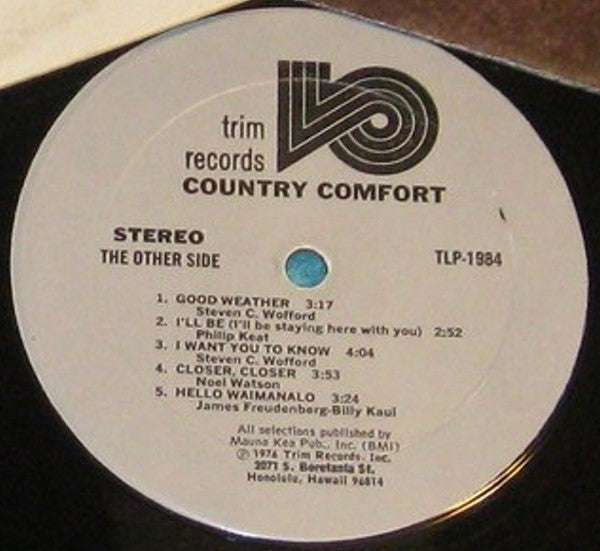 trim
records
COUNTRY COMFORT
STEREO
THE OTHER SIDE
TLP-1984
1. GOOD WEATHER 3:17
Steven C. Wofford
2. I'LL BE (I'll be staying here with you) 2:52
Philip Keat
3. I WANT YOU TO KNOW 4:04
Steven C. Wofford
4. CLOSER, CLOSER 3:53
Noel Watson
5. HELLO WAIMANALO 3:24
James Freudenberg-Billy Kaui
All selections published by
Mauna Kea Pub., Inc. (BMI)
Ⓟ 1976 Trim Records. Inc.
2071 S. Beretania St.
Honolulu, Hawaii 96814